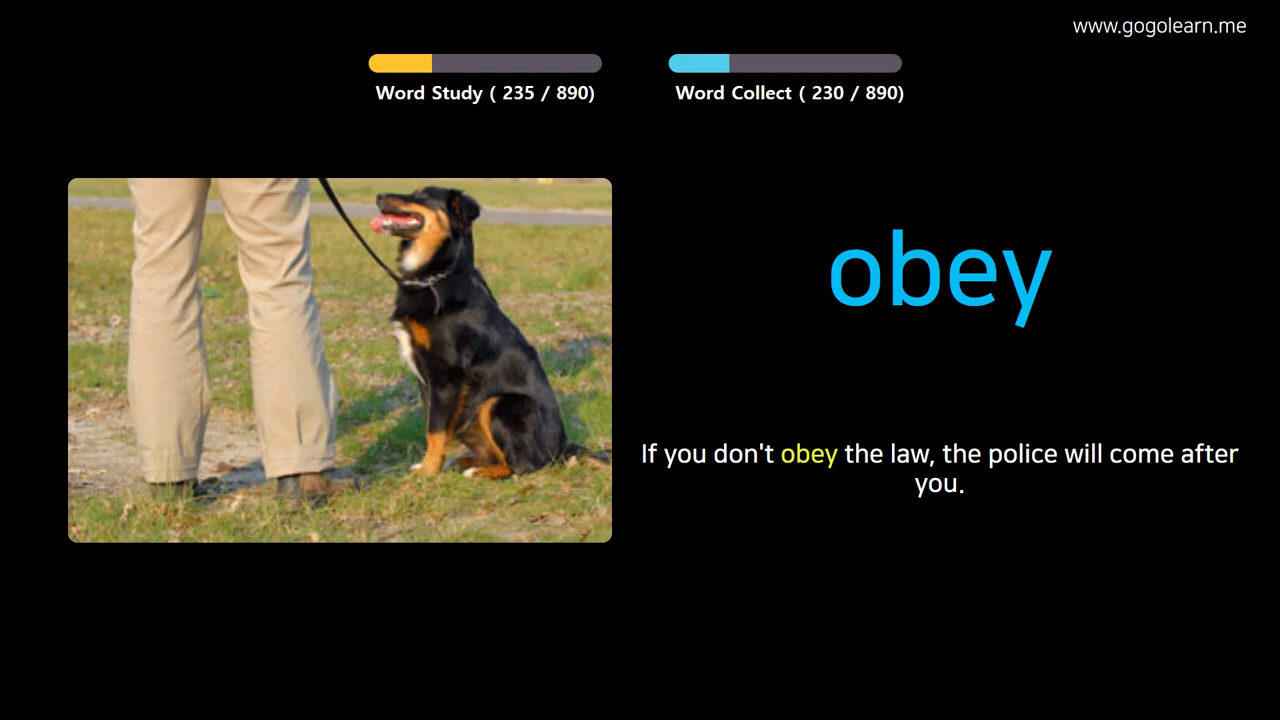 www.gogolearn.me
Word Study ( 235 / 890)
Word Collect ( 230 / 890)
obey
If you don't obey the law, the police will come after
you.